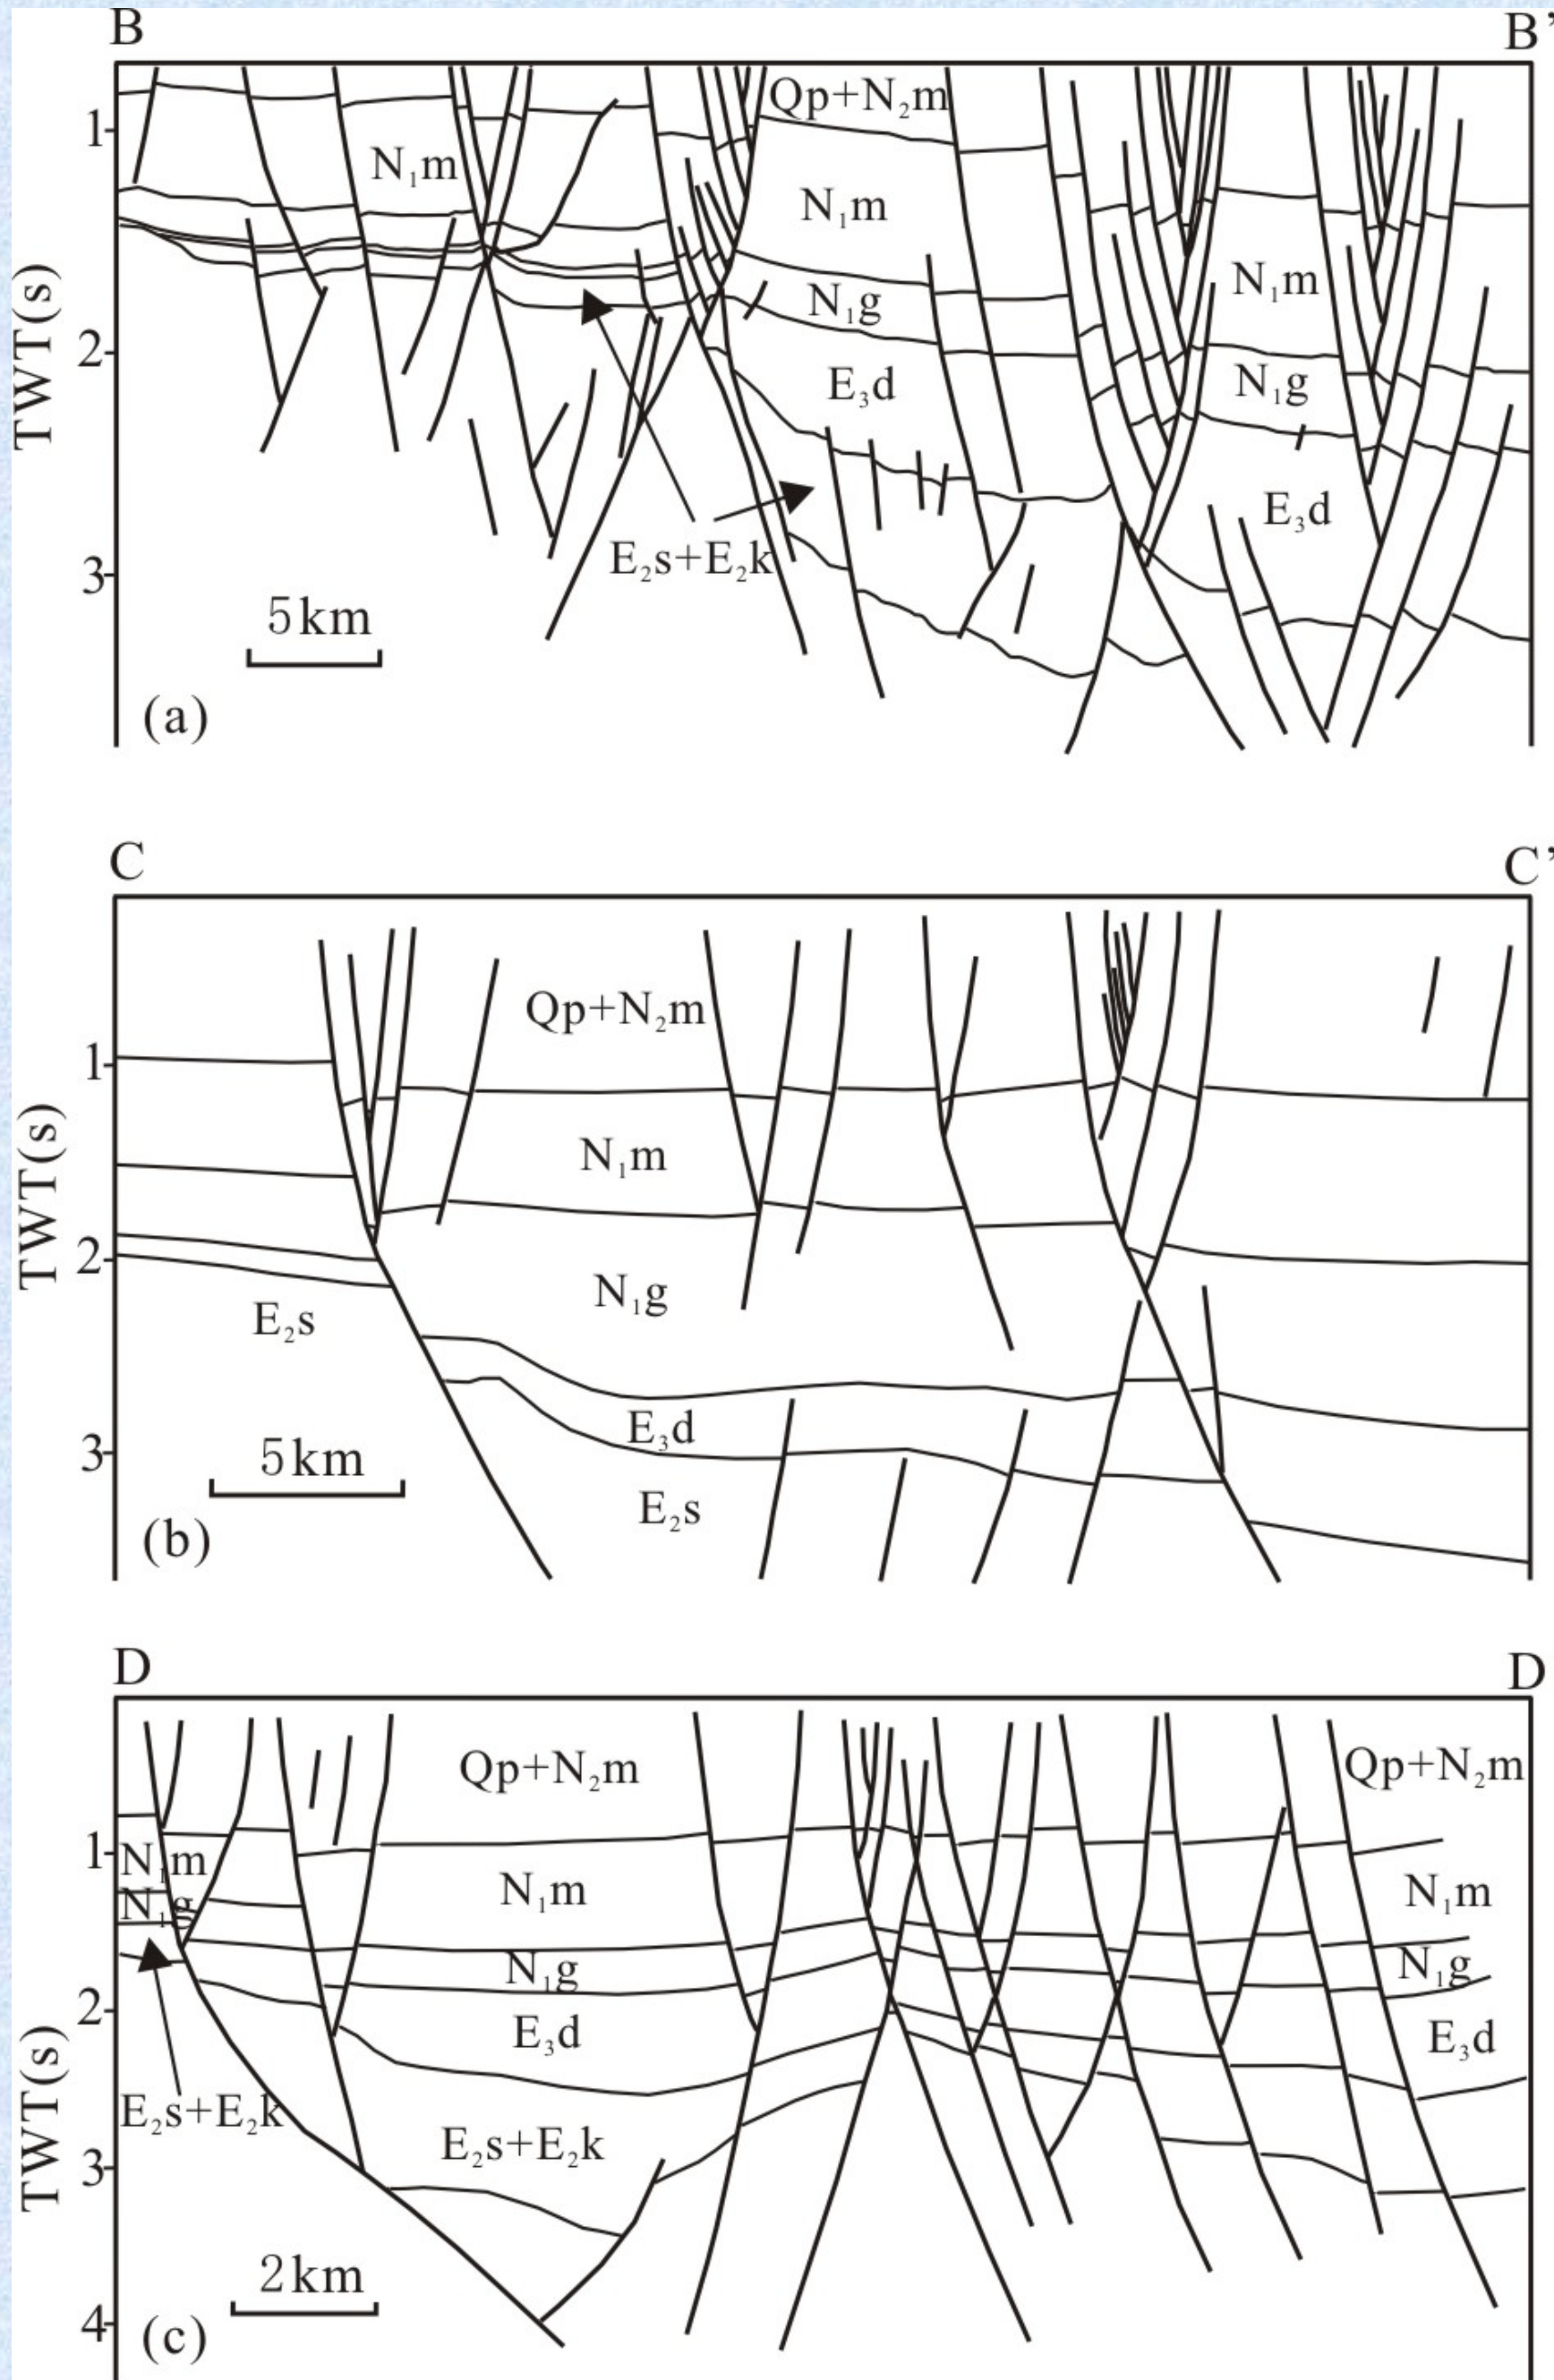 B B’
Qp+N₂m
1
N₁m
N₁m
N₁m
TWT(s)
N₁g
2
E₃d
N₁g
E₃d
E₂s+E₂k
3
5km
(a)
C C’
Qp+N₂m
1
N₁m
TWT(s)
2
N₁g
E₂s
E₃d
3
5km
E₂s
(b)
D D
Qp+N₂m Qp+N₂m
1 N₁m
N₁m N₁m
N₁g
N₁g N₁g
2
E₃d E₃d
TWT(s)
E₂s+E₂k
E₂s+E₂k
3
2km
4
(c)